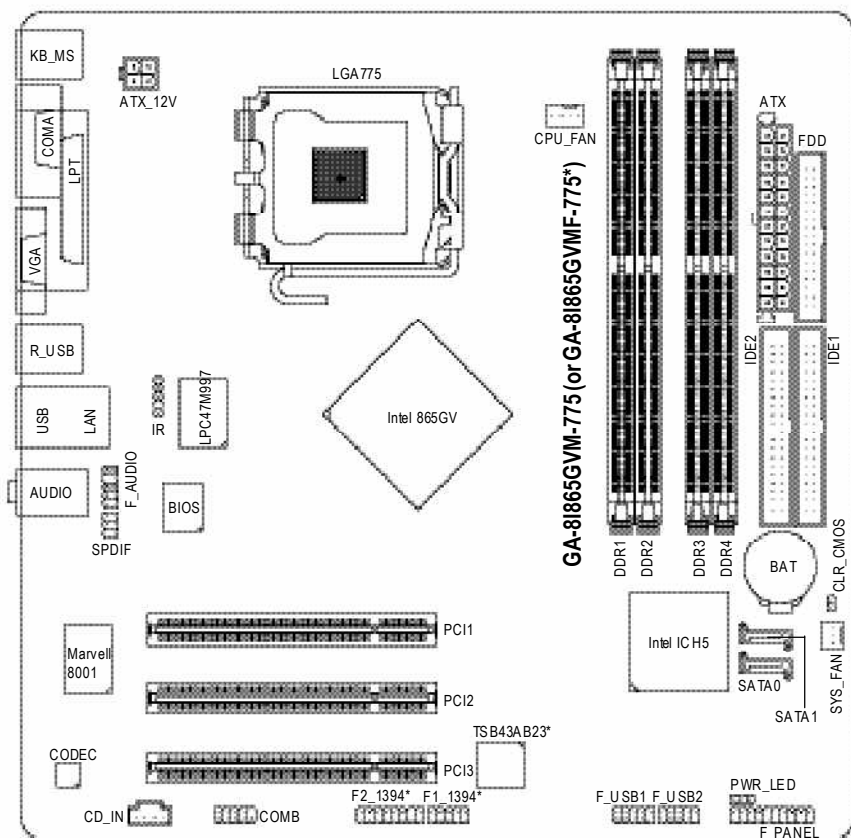 KB_MS
ATX_12V
LGA775
CPU_FAN
ATX
FDD
COMA
LPT
VGA
R_USB
USB
LAN
IR
LPC47M997
Intel 865GV
GA-8I865GVM-775 (or GA-8I865GVMF-775*)
IDE2
IDE1
AUDIO
F_AUDIO
SPDIF
BIOS
DDR1
DDR2
DDR3
DDR4
BAT
CLR_CMOS
Marvell
8001
PCI1
Intel ICH5
SATA0
SATA1
SYS_FAN
PCI2
TSB43AB23*
CODEC
PCI3
CD_IN
COMB
F2_1394*
F1_1394*
F_USB1
F_USB2
PWR_LED
F_PANEL